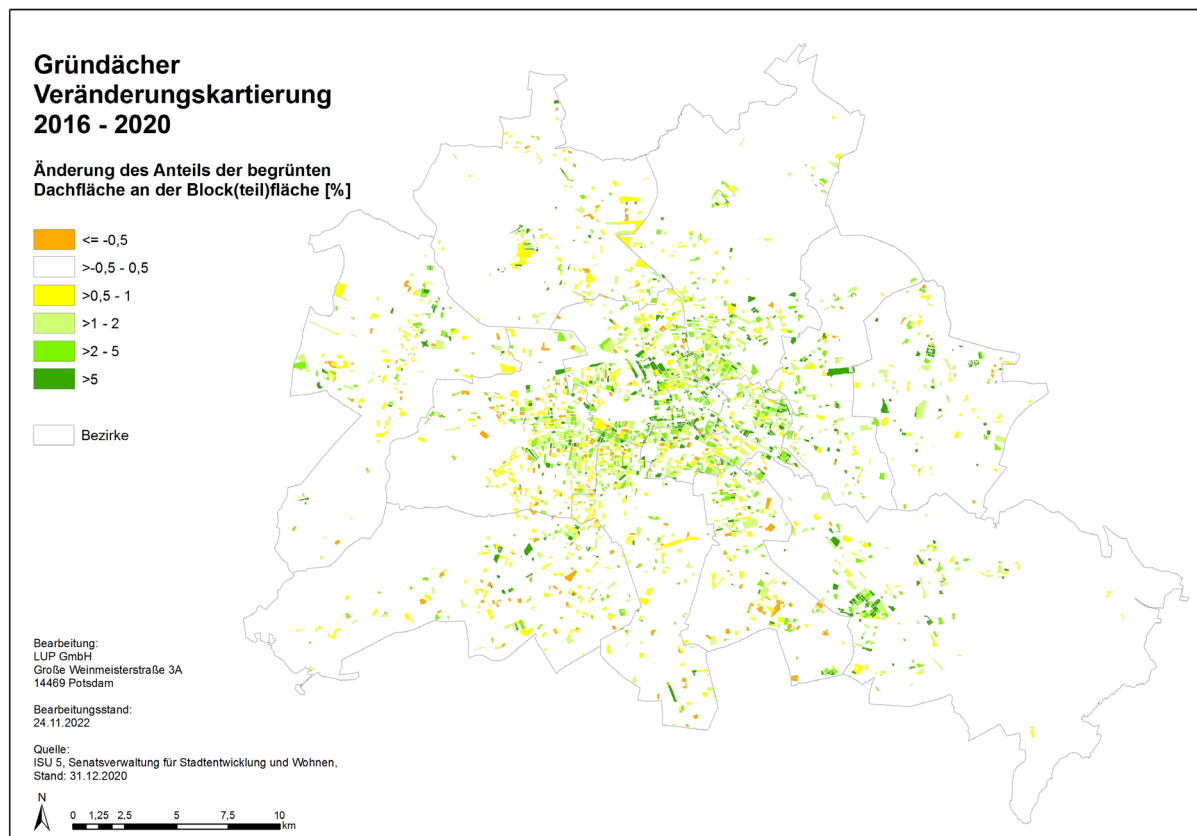 Gründächer
Veränderungskartierung
2016 - 2020
Änderung des Anteils der begrünten
Dachfläche an der Block(teil)fläche [%]
<= -0,5
>-0,5 - 0,5
>0,5 - 1
>1 - 2
>2 - 5
>5
Bezirke
Bearbeitung:
LUP GmbH
Große Weinmeisterstraße 3A
14469 Potsdam
Bearbeitungsstand:
24.11.2022
Quelle:
ISU 5, Senatsverwaltung für Stadtentwicklung und Wohnen,
Stand: 31.12.2020
N
0 1,25 2,5 5 7,5 10
km